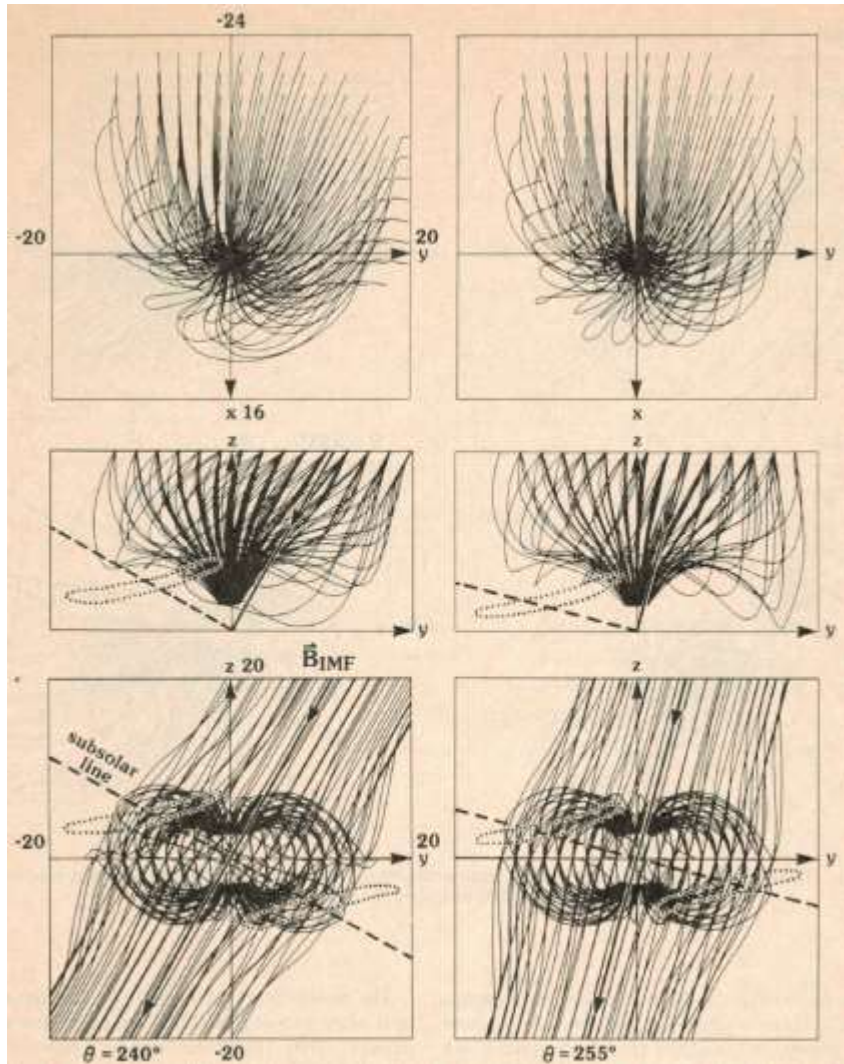 -24
-20
20
y
y
x 16
x
z
z
y
y
z 20
B⃗IMF
z
subsolar
line
-20
20
y
y
θ = 240°
-20
θ = 255°